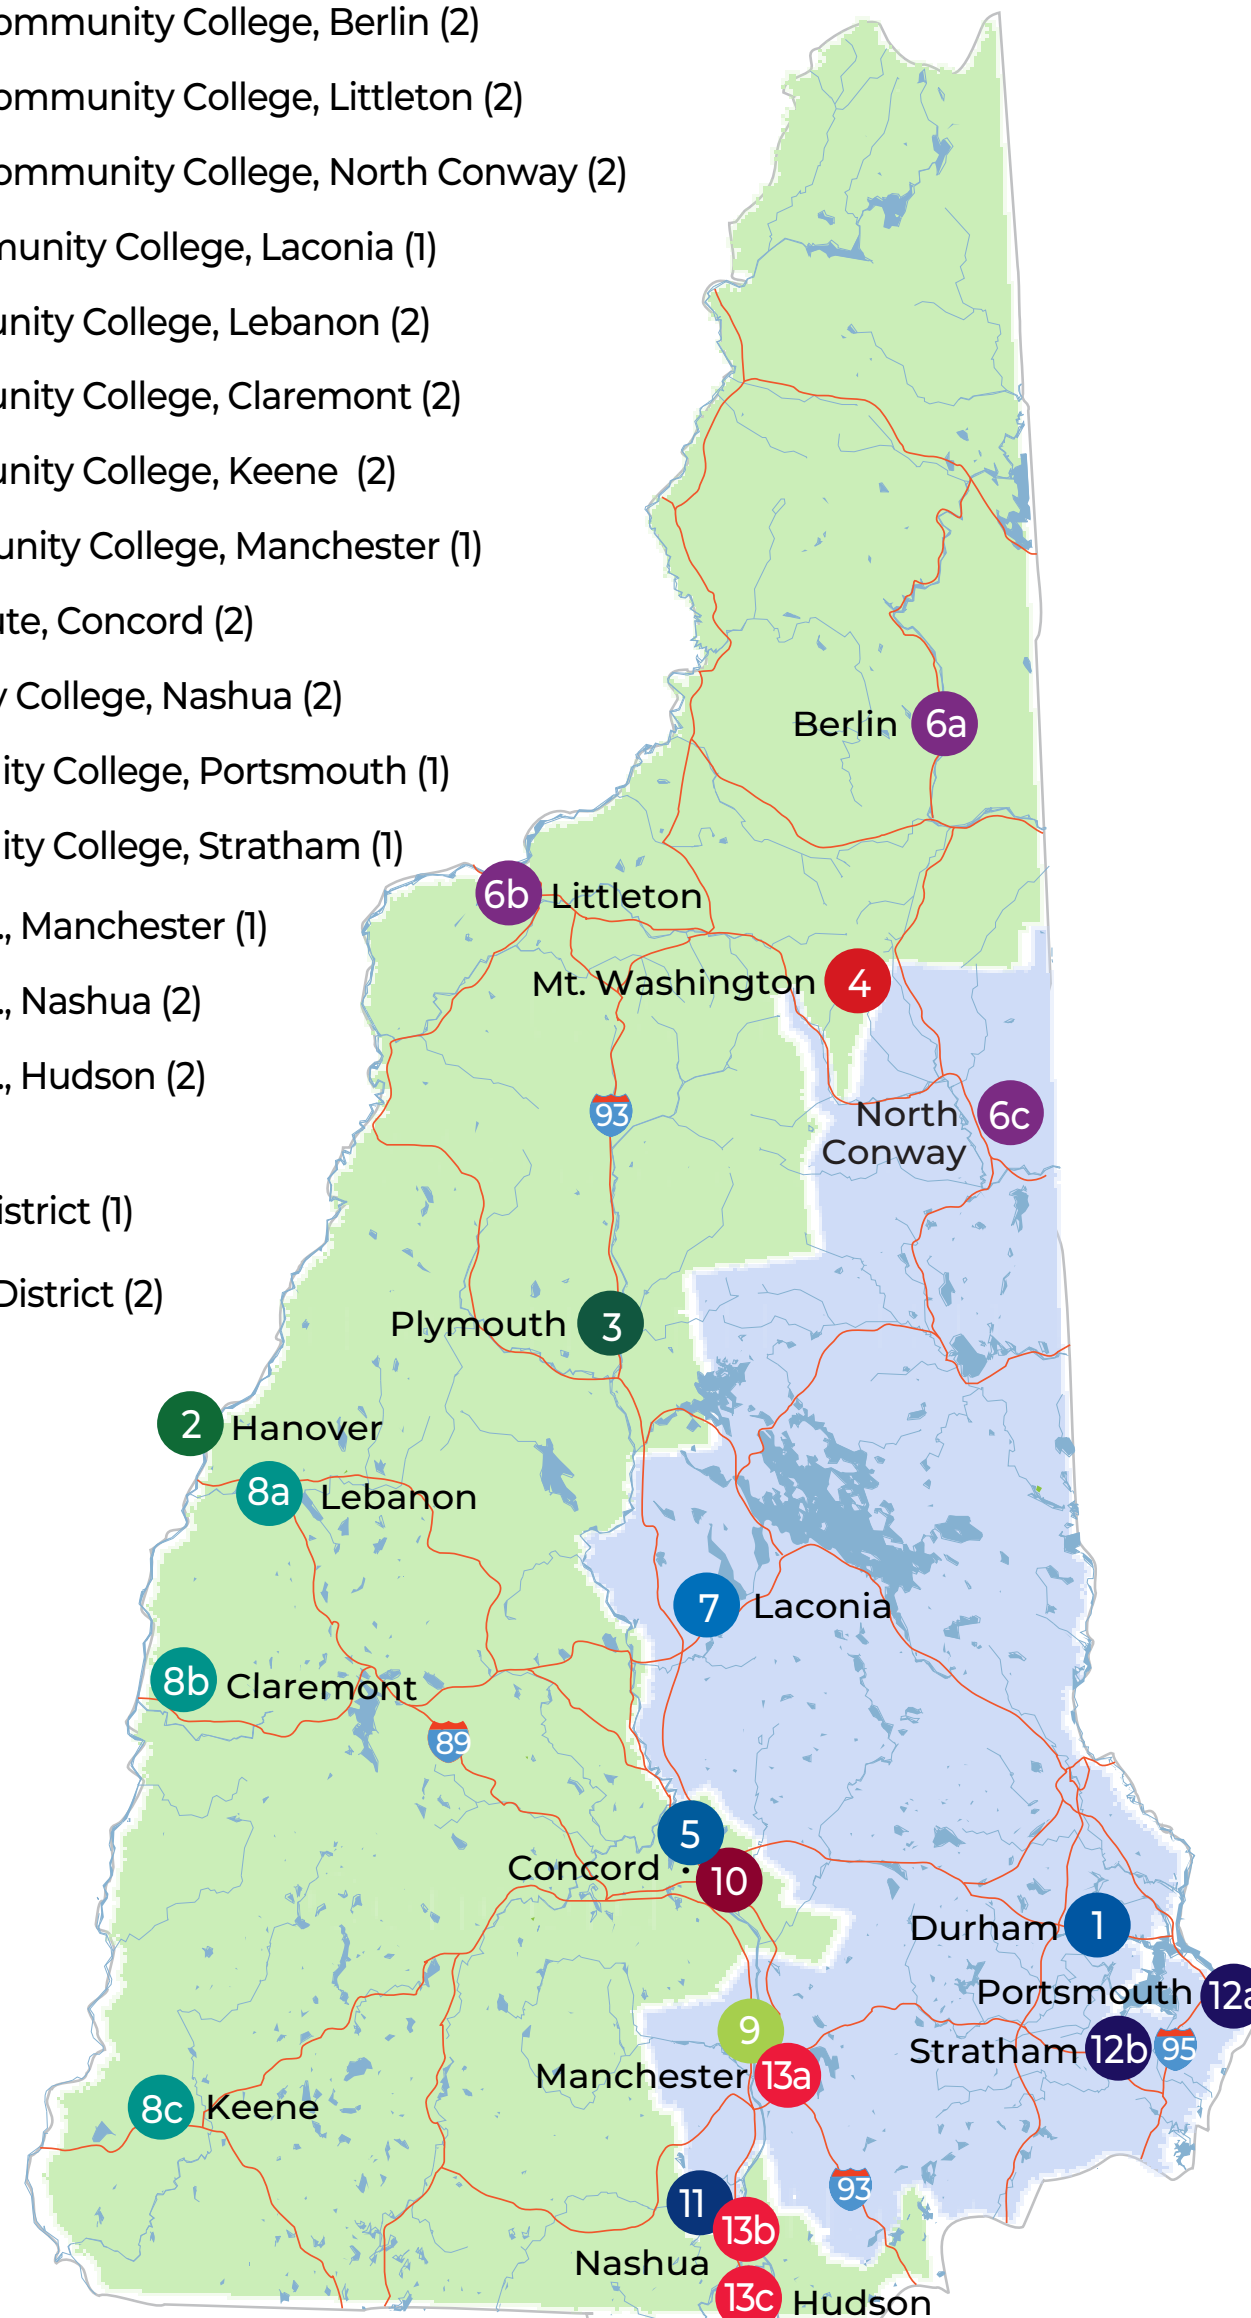 ommunity College, Berlin (2)
ommunity College, Littleton (2)
ommunity College, North Conway (2)
munity College, Laconia (1)
unity College, Lebanon (2)
unity College, Claremont (2)
unity College, Keene (2)
unity College, Manchester (1)
ute, Concord (2)
y College, Nashua (2)
ity College, Portsmouth (1)
ity College, Stratham (1)
., Manchester (1)
., Nashua (2)
., Hudson (2)
istrict (1)
District (2)
Berlin 6a
6b Littleton
Mt. Washington 4
93
North 6c
Conway
Plymouth 3
2 Hanover
8a Lebanon
7 Laconia
8b Claremont
89
5
Concord
10
Durham 1
Portsmouth 12a
9
Stratham 12b 95
Manchester 13a
8c Keene
93
11
13b
Nashua
13c Hudson